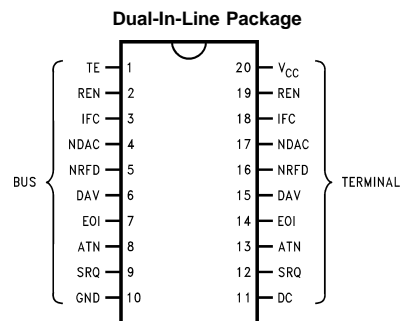 Dual-In-Line Package
TE 1 20 VCC
REN 2 19 REN
IFC 3 18 IFC
NDAC 4 17 NDAC
NRFD 5 16 NRFD
BUS DAV 6 15 DAV TERMINAL
EOI 7 14 EOI
ATN 8 13 ATN
SRQ 9 12 SRQ
GND 10 11 DC